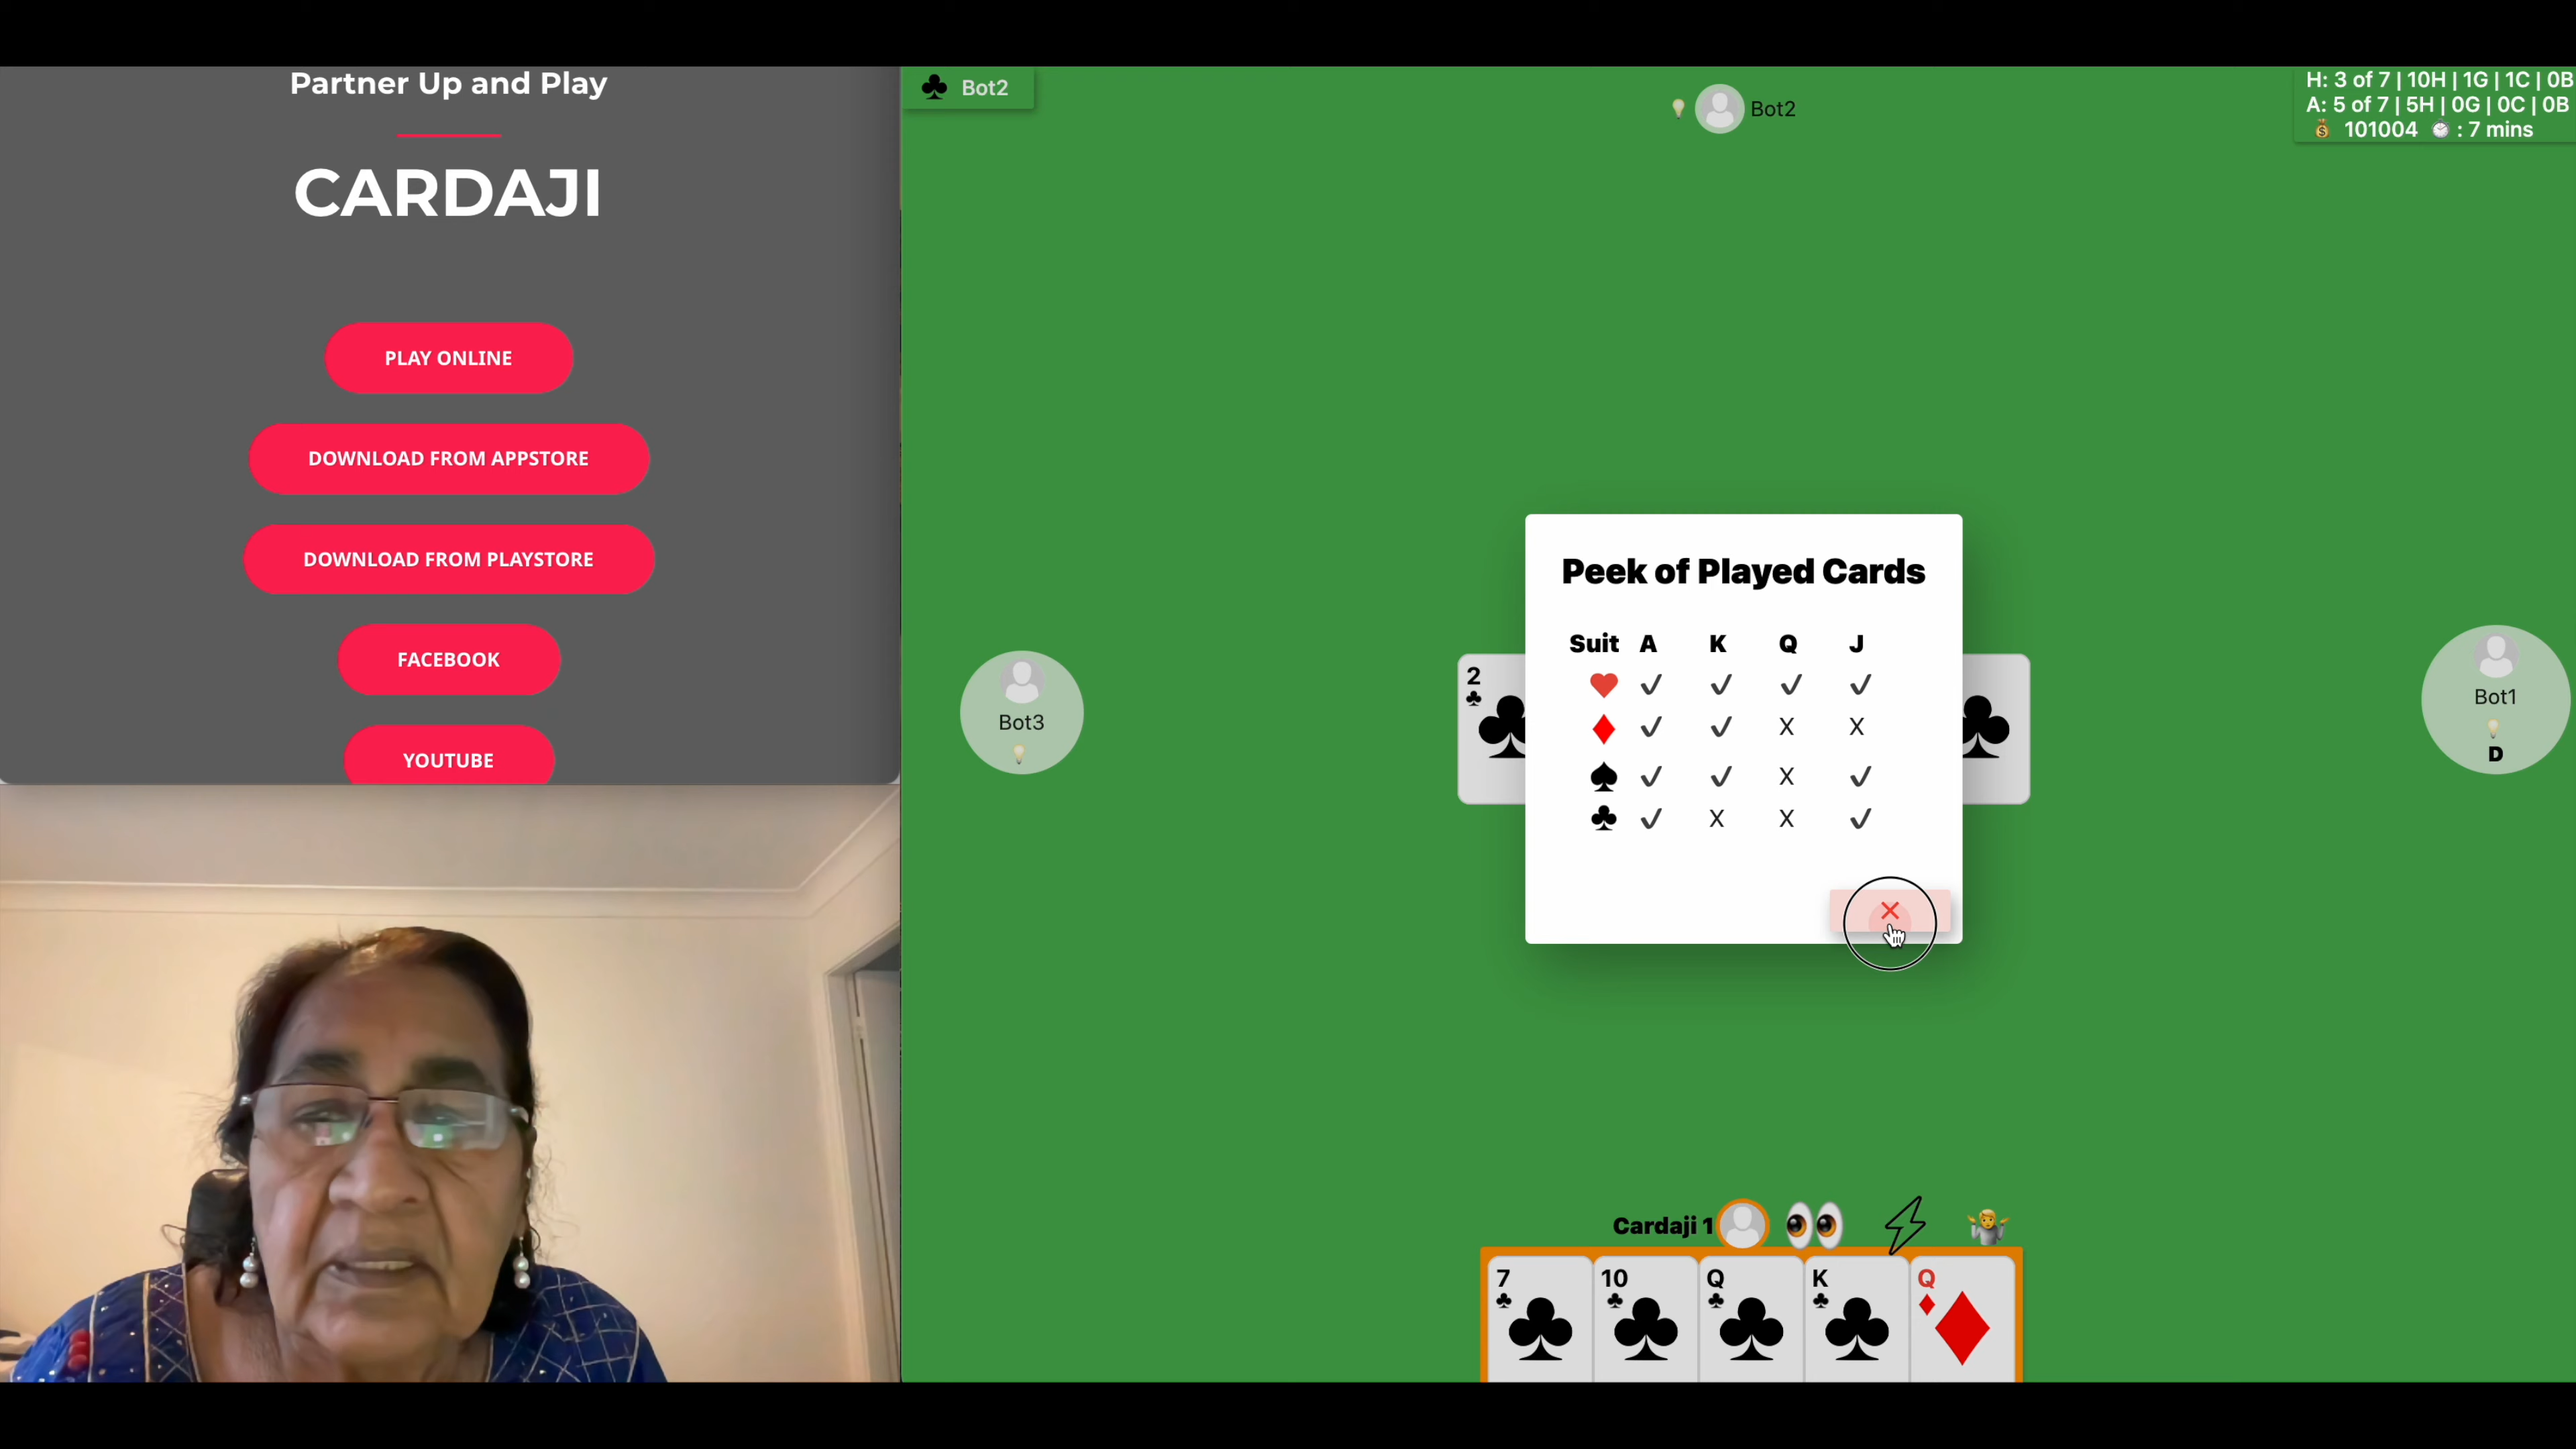 Partner Up and Play
CARDAJI
PLAY ONLINE
DOWNLOAD FROM APPSTORE
DOWNLOAD FROM PLAYSTORE
FACEBOOK
YOUTUBE
♣ Bot2
Bot2
H: 3 of 7 | 10H | 1G | 1C | 0B
A: 5 of 7 | 5H | 0G | 0C | 0B
💰 101004 ⏱ : 7 mins
Bot3
2
♣
Peek of Played Cards
Suit A K Q J
♥ ✓ ✓ ✓ ✓
♦ ✓ ✓ X X
♠ ✓ ✓ X ✓
♣ ✓ X X ✓
Bot1
D
Cardaji 1
7 10 Q K Q
♣ ♣ ♣ ♣ ♦